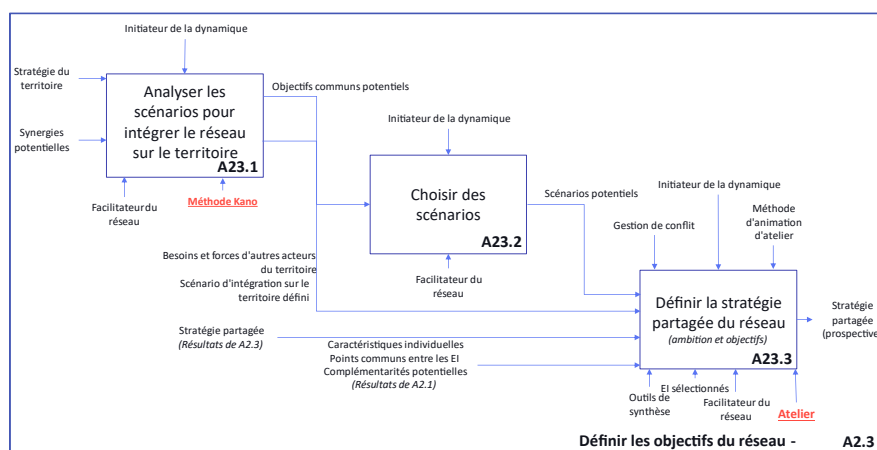 Initiateur de la dynamique
Stratégie du
territoire
Synergies
potentielles
Analyser les
scénarios pour
intégrer le réseau
sur le territoire
A23.1
Facilitateur du
réseau
Méthode Kano
Objectifs communs potentiels
Initiateur de la dynamique
Choisir des
scénarios
A23.2
Facilitateur du
réseau
Scénarios potentiels
Besoins et forces d'autres acteurs
du territoire
Scénario d'intégration sur le
territoire défini
Stratégie partagée
(Résultats de A2.3)
Caractéristiques individuelles
Points communs entre les EI
Complémentarités potentielles
(Résultats de A2.1)
Initiateur de la dynamique
Gestion de conflit
Méthode
d'animation
d'atelier
Définir la stratégie
partagée du réseau
(ambition et objectifs)
A23.3
Stratégie
partagée
(prospective
Outils de
synthèse
EI sélectionnés
Facilitateur du
réseau
Atelier
Définir les objectifs du réseau - A2.3